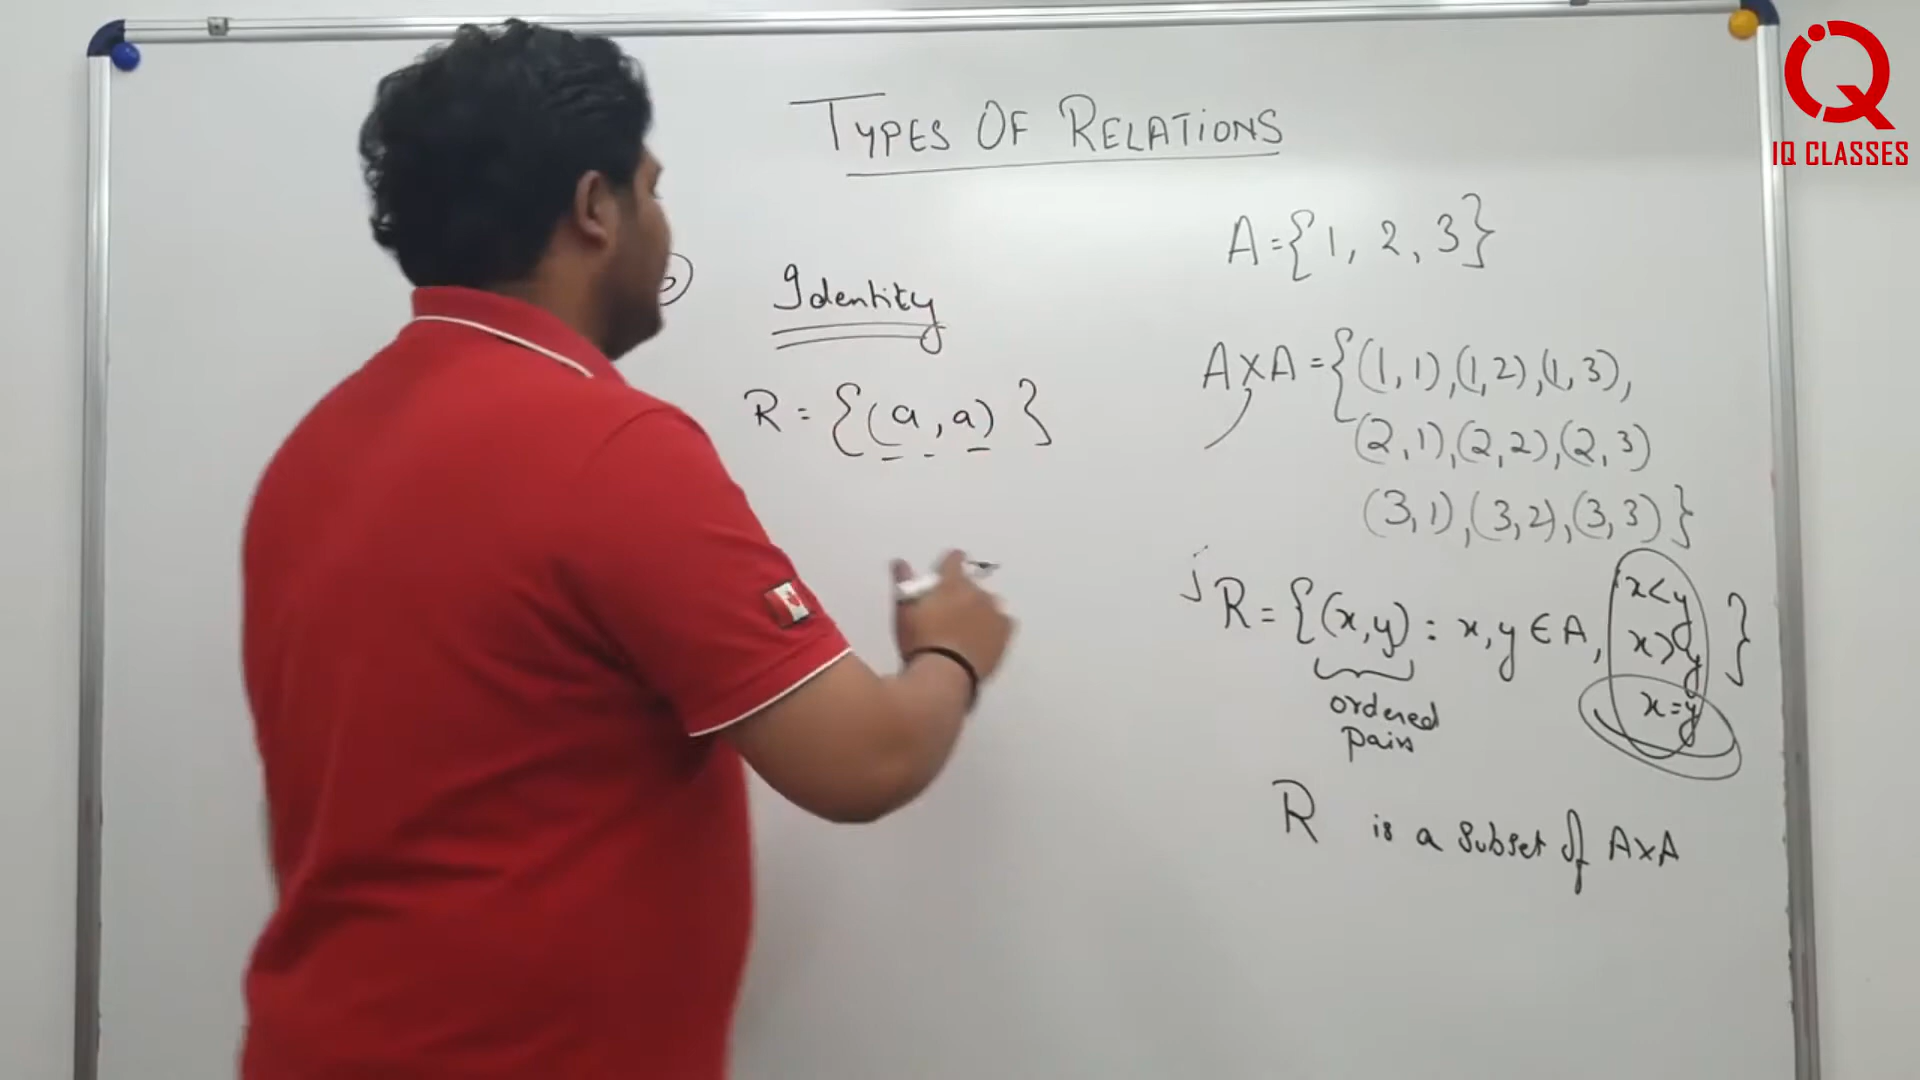 TYPES OF RELATIONS
IQ CLASSES
Identity
R = {(a, a) }
A = {1, 2, 3}
A×A = {(1, 1), (1, 2), (1, 3),
(2, 1), (2, 2), (2, 3)
(3, 1), (3, 2), (3, 3) }
R = {(x, y) : x, y ∈ A, x<y }
x>y
x=y
ordered
pairs
R is a subset of A×A